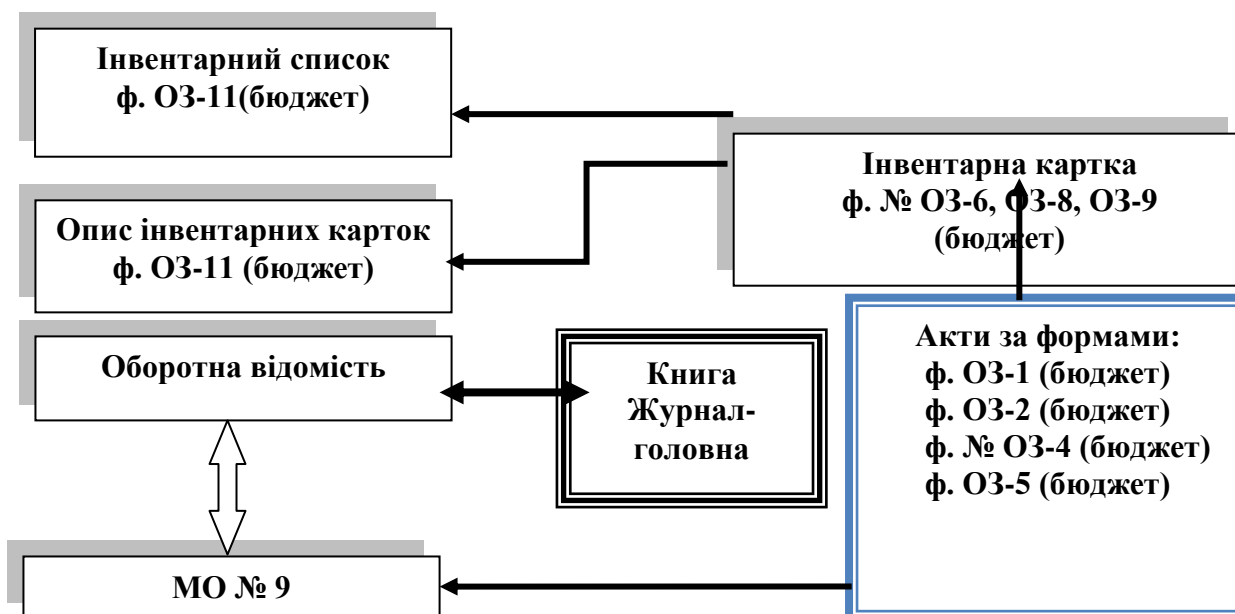 Інвентарний список
ф. ОЗ-11(бюджет)
Інвентарна картка
ф. № ОЗ-6, ОЗ-8, ОЗ-9
(бюджет)
Опис інвентарних карток
ф. ОЗ-11 (бюджет)
Оборотна відомість
Книга
Журнал-
головна
Акти за формами:
ф. ОЗ-1 (бюджет)
ф. ОЗ-2 (бюджет)
ф. № ОЗ-4 (бюджет)
ф. ОЗ-5 (бюджет)
МО № 9